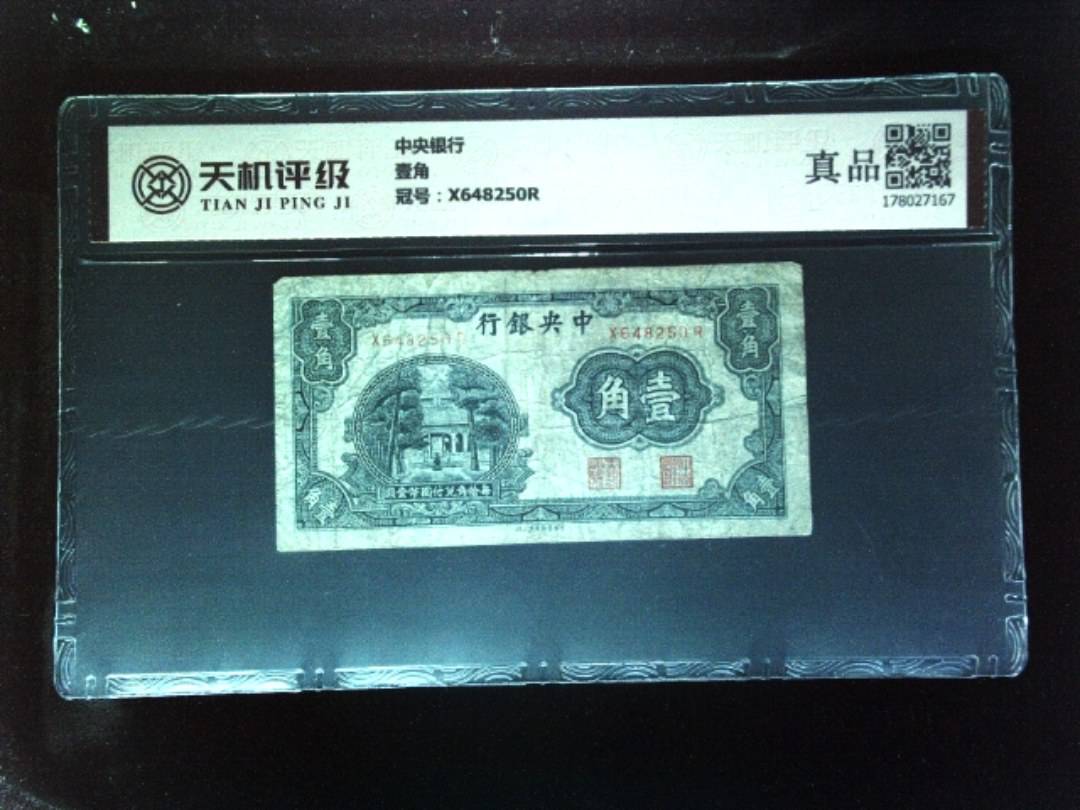 天机评级
TIAN JI PING JI
中央银行
壹角
冠号：X648250R
真品
178027167
行銀央中
X648250R
X648250R
壹角
壹角
角壹